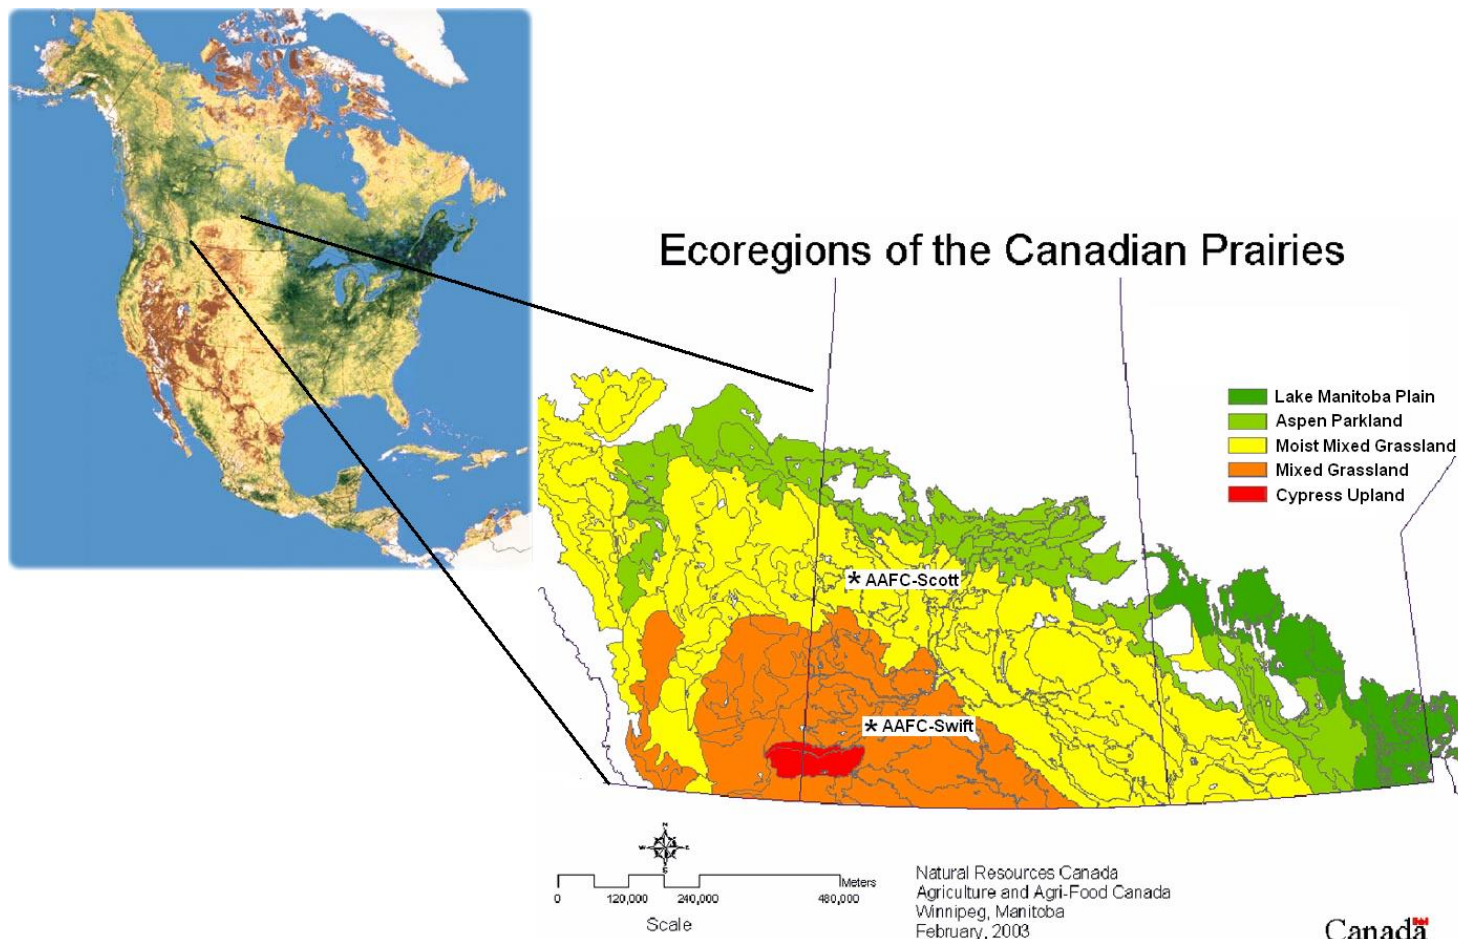 Ecoregions of the Canadian Prairies
Lake Manitoba Plain
Aspen Parkland
Moist Mixed Grassland
Mixed Grassland
Cypress Upland
* AAFC-Scott
* AAFC-Swift
N
W E
S
Meters
0 120,000 240,000 480,000
Scale
Natural Resources Canada
Agriculture and Agri-Food Canada
Winnipeg, Manitoba
February, 2003
Canada